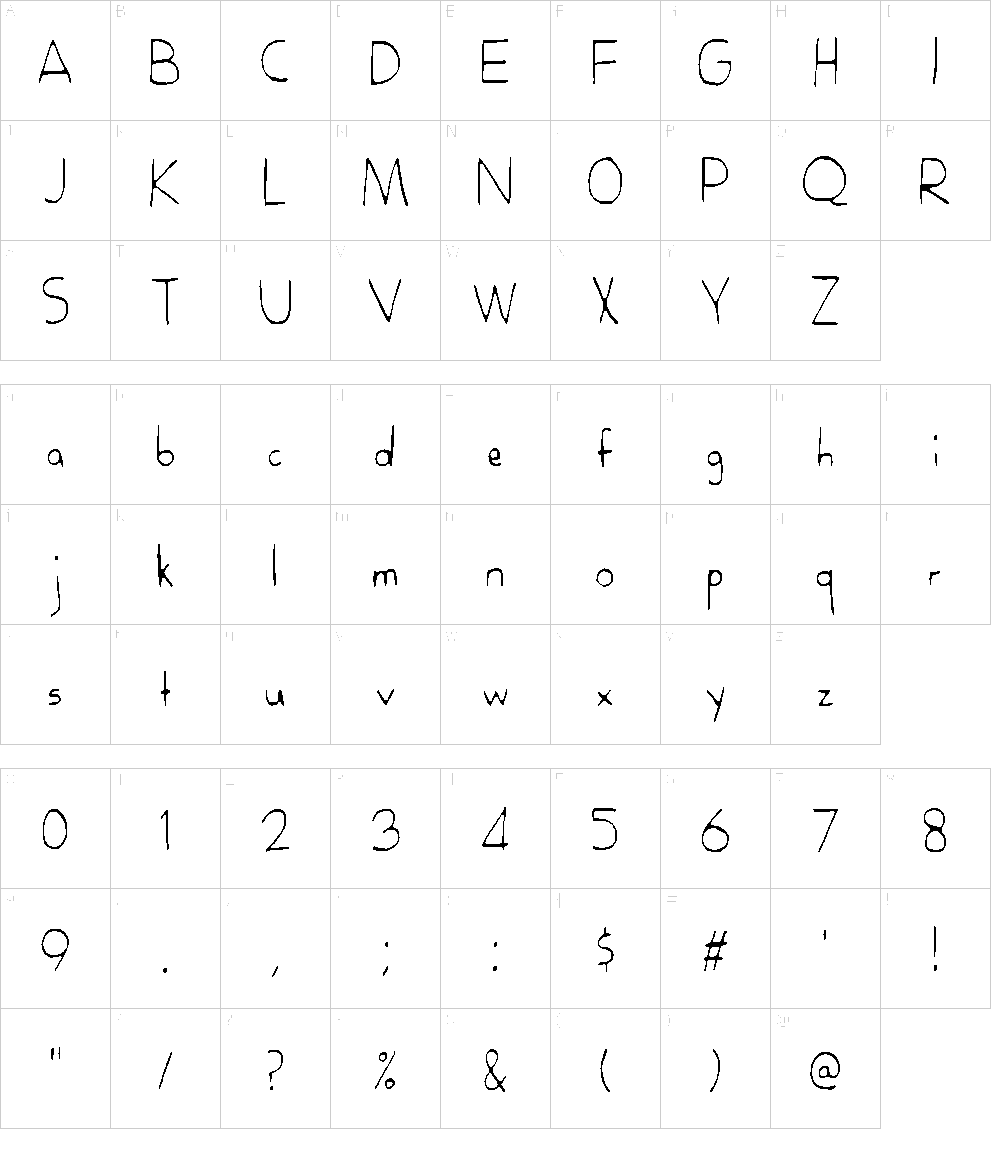 A B C D E F G H I
J K L M N O P Q R
S T U V W X Y Z
a b c d e f g h i
j k l m n o p q r
s t u v w x y z
0 1 2 3 4 5 6 7 8
9 . , ; : $ # ' !
" / ? % & ( ) @